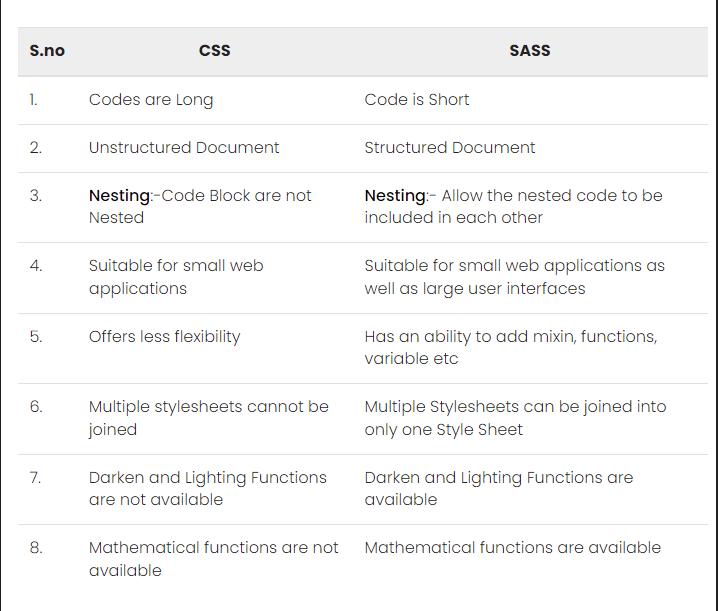 S.no CSS SASS
1. Codes are Long Code is Short
2. Unstructured Document Structured Document
3. Nesting:-Code Block are not Nesting:- Allow the nested code to be
Nested included in each other
4. Suitable for small web Suitable for small web applications as
applications well as large user interfaces
5. Offers less flexibility Has an ability to add mixin, functions,
variable etc
6. Multiple stylesheets cannot be Multiple Stylesheets can be joined into
joined only one Style Sheet
7. Darken and Lighting Functions Darken and Lighting Functions are
are not available available
8. Mathematical functions are not Mathematical functions are available
available